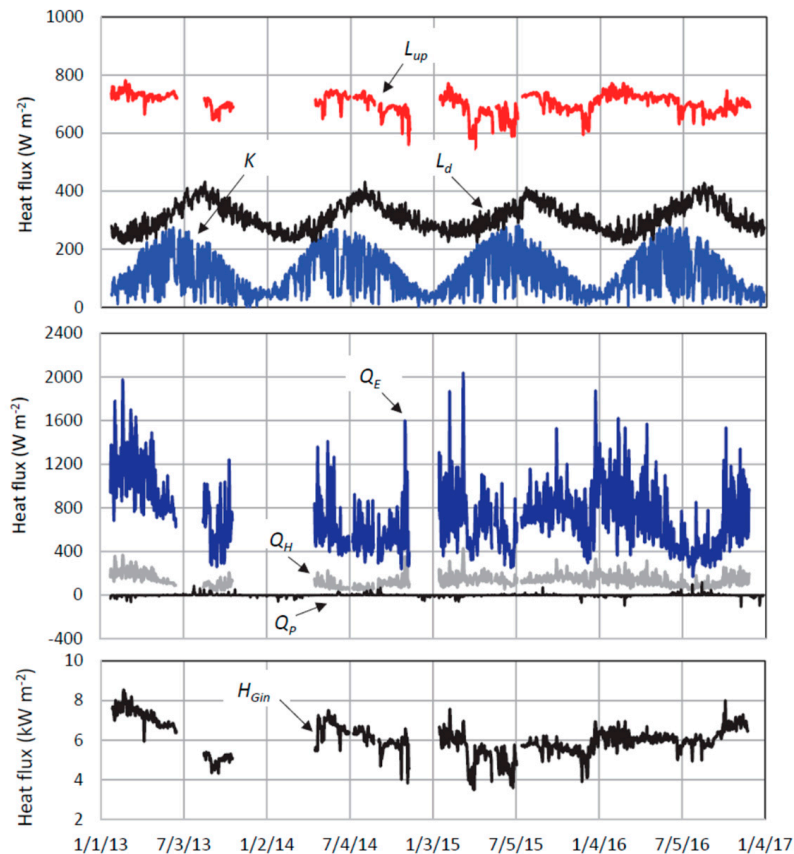 1000
800
600
400
200
0
Heat flux (W m⁻²)
L_up
K
L_d
2400
2000
1600
1200
800
400
0
-400
Heat flux (W m⁻²)
Q_E
Q_H
Q_P
10
8
6
4
2
Heat flux (kW m⁻²)
H_Gin
1/1/13 7/3/13 1/2/14 7/4/14 1/3/15 7/5/15 1/4/16 7/5/16 1/4/17